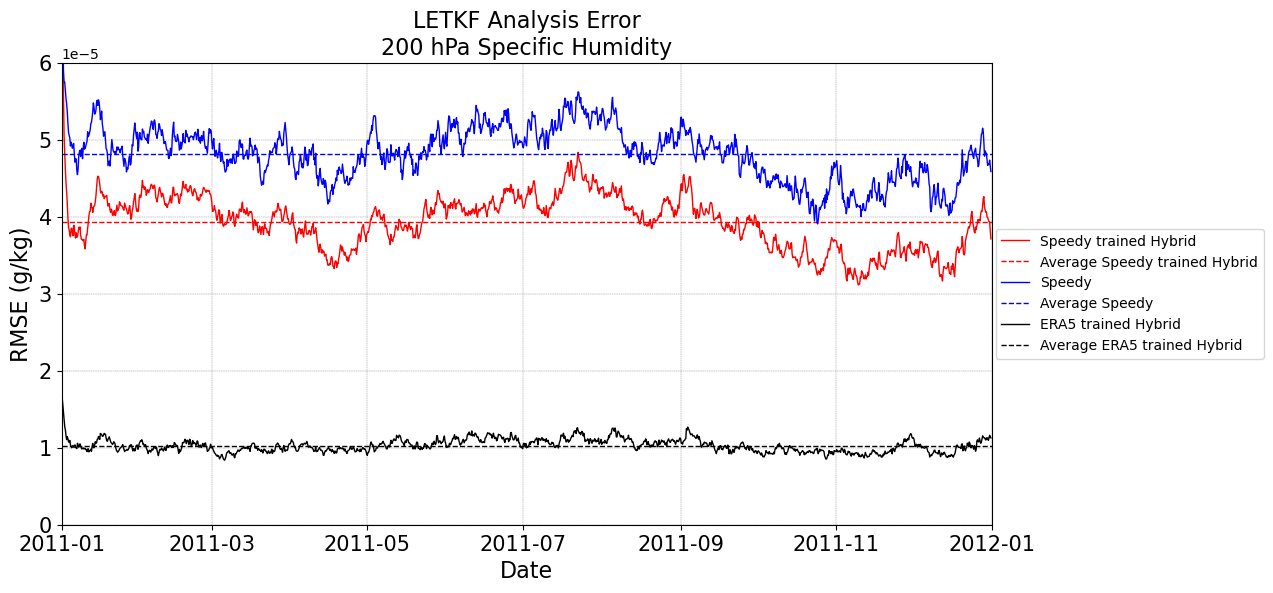 LETKF Analysis Error
200 hPa Specific Humidity
1e−5
6
5
4
3
2
1
0
RMSE (g/kg)
2011-01
2011-03
2011-05
2011-07
2011-09
2011-11
2012-01
Date
Speedy trained Hybrid
Average Speedy trained Hybrid
Speedy
Average Speedy
ERA5 trained Hybrid
Average ERA5 trained Hybrid